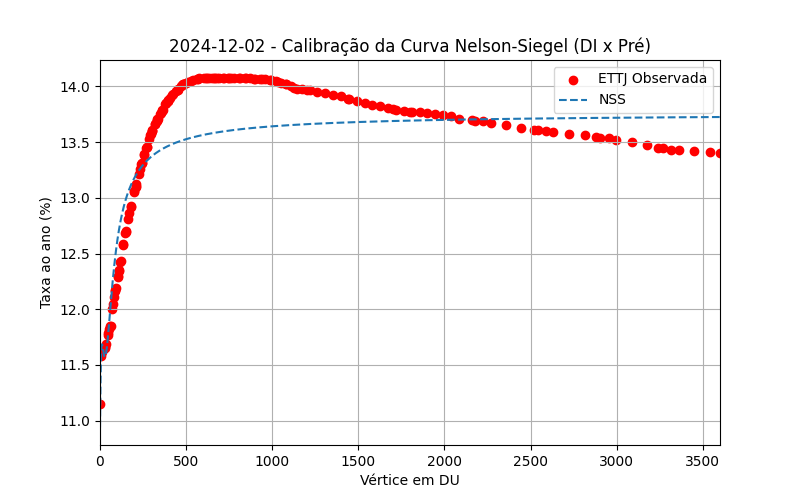 2024-12-02 - Calibração da Curva Nelson-Siegel (DI x Pré)
ETTJ Observada
NSS
Taxa ao ano (%)
14.0
13.5
13.0
12.5
12.0
11.5
11.0
0 500 1000 1500 2000 2500 3000 3500
Vértice em DU